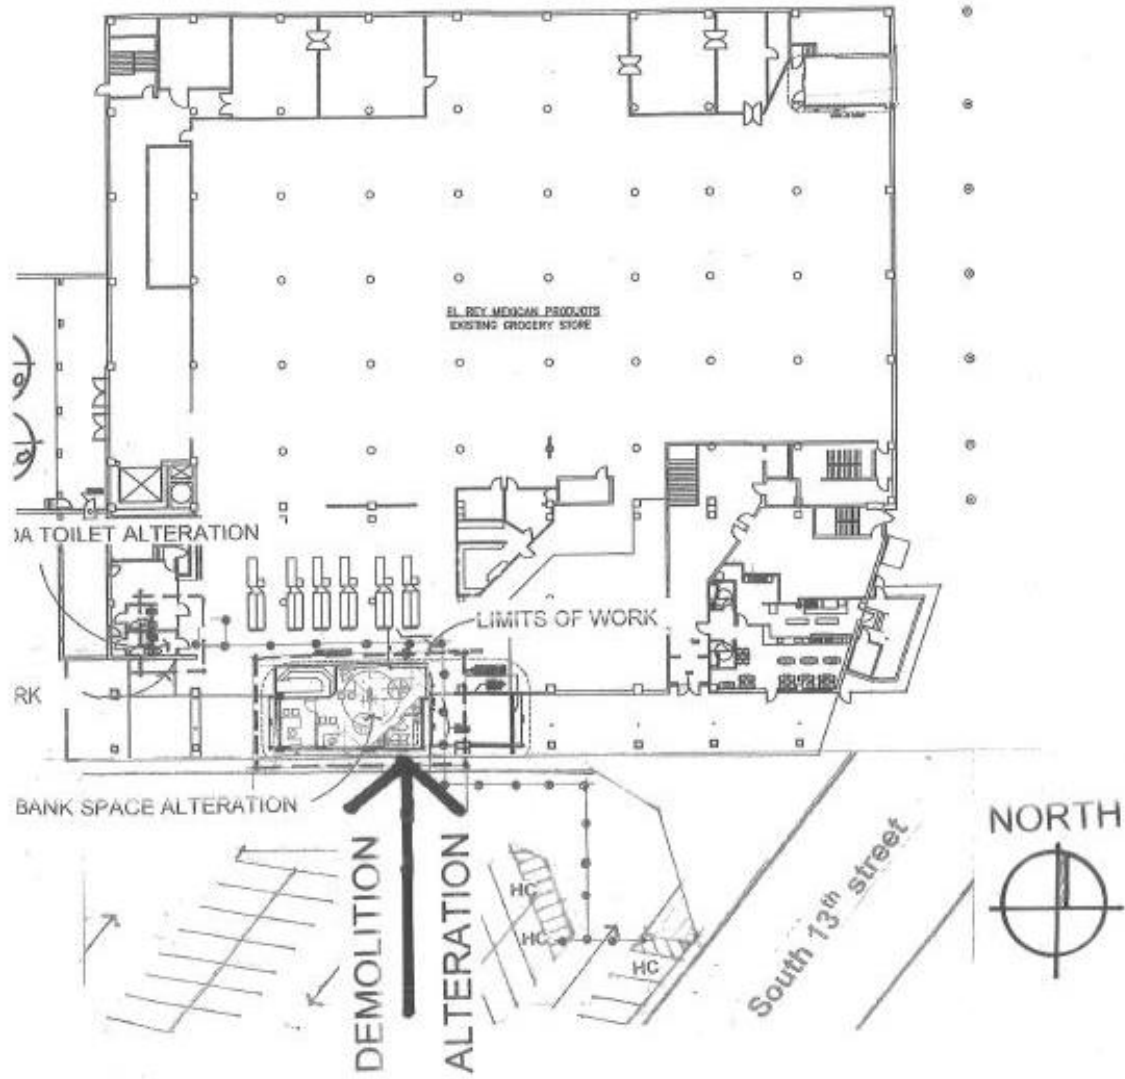 EL REY MEXICAN PRODUCTS
EXISTING GROCERY STORE
DA TOILET ALTERATION
LIMITS OF WORK
RK
BANK SPACE ALTERATION
DEMOLITION
ALTERATION
HC
HC
HC
South 13th street
NORTH